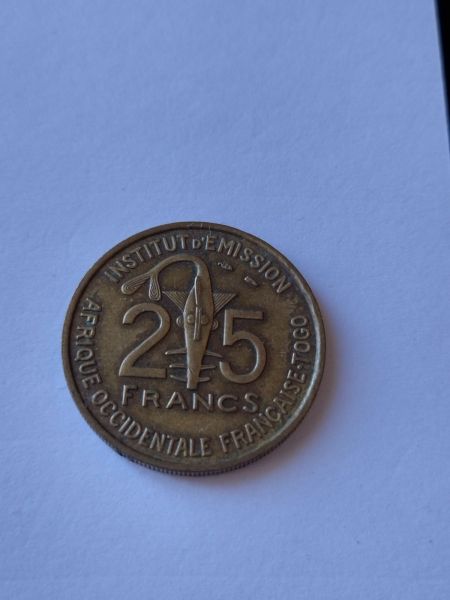 INSTITUT D'EMISSION
25
FRANCS
AFRIQUE OCCIDENTALE FRANÇAISE·TOGO